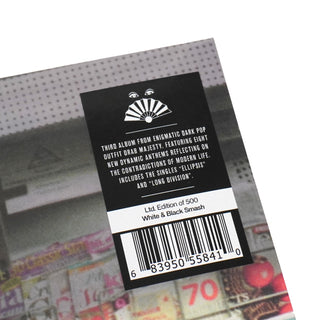 THIRD ALBUM FROM ENIGMATIC DARK POP
OUTFIT DRAB MAJESTY. FEATURING EIGHT
NEW DYNAMIC ANTHEMS REFLECTING ON
THE CONTRADICTIONS OF MODERN LIFE.
INCLUDES THE SINGLES "ELLIPSIS"
AND "LONG DIVISION".
Ltd. Edition of 500
White & Black Smash
6 83950 55841 0
70